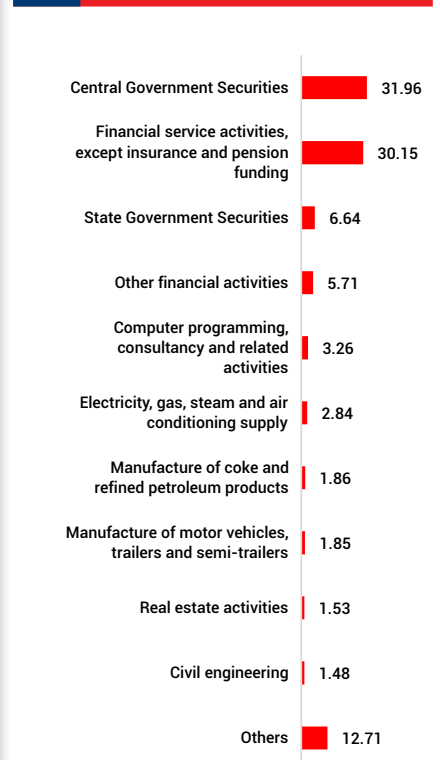 Central Government Securities 31.96
Financial service activities,
except insurance and pension 30.15
funding
State Government Securities 6.64
Other financial activities 5.71
Computer programming,
consultancy and related 3.26
activities
Electricity, gas, steam and air
conditioning supply 2.84
Manufacture of coke and
refined petroleum products 1.86
Manufacture of motor vehicles,
trailers and semi-trailers 1.85
Real estate activities 1.53
Civil engineering 1.48
Others 12.71